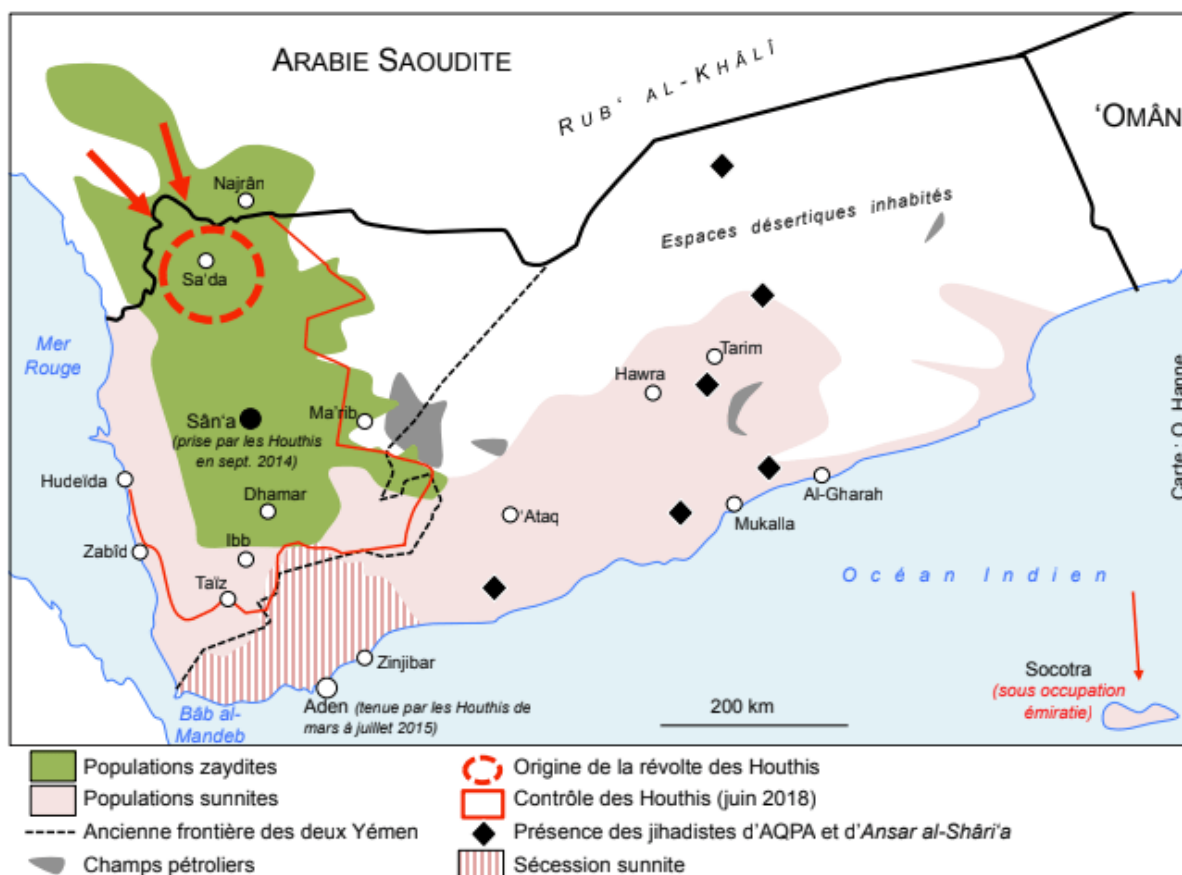 ARABIE SAOUDITE
RUB‘ AL-KHÂLÎ
‘OMÂN
Najrân
Espaces désertiques inhabités
Sa‘da
Mer
Rouge
Tarim
Hawra
Ma‘rib
Sân‘a
(prise par les Houthis
en sept. 2014)
Hudeïda
Dhamar
‘Ataq
Al-Gharah
Mukalla
Zabîd
Ibb
Taïz
Océan Indien
Zinjibar
Socotra
(sous occupation
émiratie)
Bâb al-
Mandeb
Aden (tenue par les Houthis de
mars à juillet 2015)
200 km
Carte : O. Hanne
Populations zaydites
Populations sunnites
Ancienne frontière des deux Yémen
Champs pétroliers
Origine de la révolte des Houthis
Contrôle des Houthis (juin 2018)
Présence des jihadistes d’AQPA et d’Ansar al-Shâri‘a
Sécession sunnite